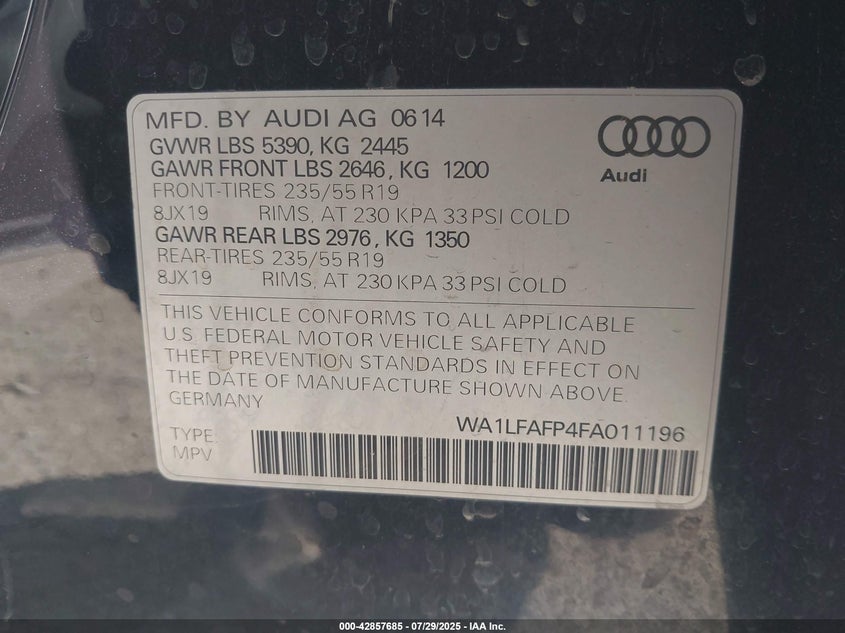 MFD. BY AUDI AG 0614
GVWR LBS 5390, KG 2445
GAWR FRONT LBS 2646, KG 1200
FRONT-TIRES 235/55 R19
8JX19 RIMS, AT 230 KPA 33 PSI COLD
GAWR REAR LBS 2976, KG 1350
REAR-TIRES 235/55 R19
8JX19 RIMS, AT 230 KPA 33 PSI COLD
Audi
THIS VEHICLE CONFORMS TO ALL APPLICABLE
U.S. FEDERAL MOTOR VEHICLE SAFETY AND
THEFT PREVENTION STANDARDS IN EFFECT ON
THE DATE OF MANUFACTURE SHOWN ABOVE.
GERMANY
WA1LFAFP4FA011196
TYPE:
MPV
000-42857685 - 07/29/2025 - IAA Inc.